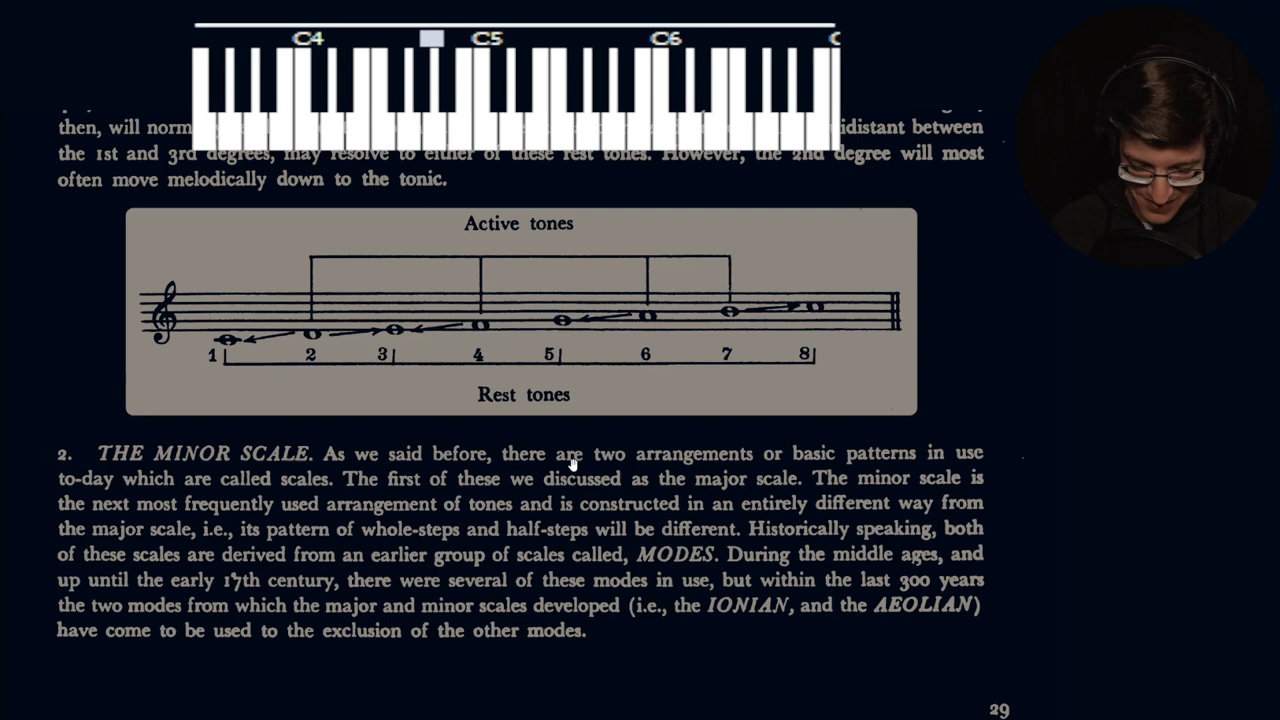 C4 C5 C6 C
then, will norm idistant between
the 1st and 3rd degrees, may resolve to either of these rest tones. However, the 2nd degree will most
often move melodically down to the tonic.
Active tones
1 2 3 4 5 6 7 8
Rest tones
2. THE MINOR SCALE. As we said before, there are two arrangements or basic patterns in use
to-day which are called scales. The first of these we discussed as the major scale. The minor scale is
the next most frequently used arrangement of tones and is constructed in an entirely different way from
the major scale, i.e., its pattern of whole-steps and half-steps will be different. Historically speaking, both
of these scales are derived from an earlier group of scales called, MODES. During the middle ages, and
up until the early 17th century, there were several of these modes in use, but within the last 300 years
the two modes from which the major and minor scales developed (i.e., the IONIAN, and the AEOLIAN)
have come to be used to the exclusion of the other modes.
29